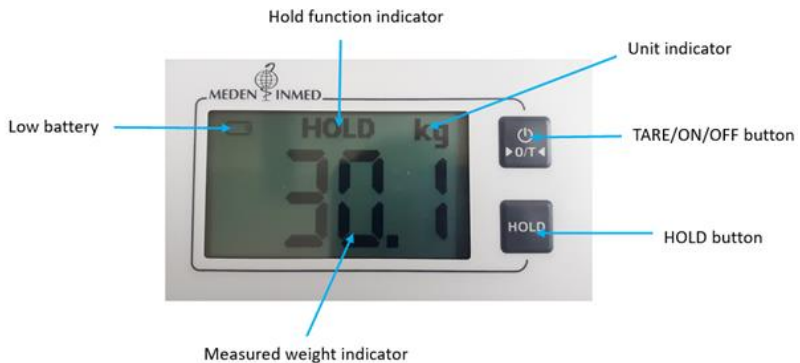 Hold function indicator
Unit indicator
MEDEN INMED
Low battery
HOLD kg
TARE/ON/OFF button
0/T
30.1
HOLD
HOLD button
Measured weight indicator